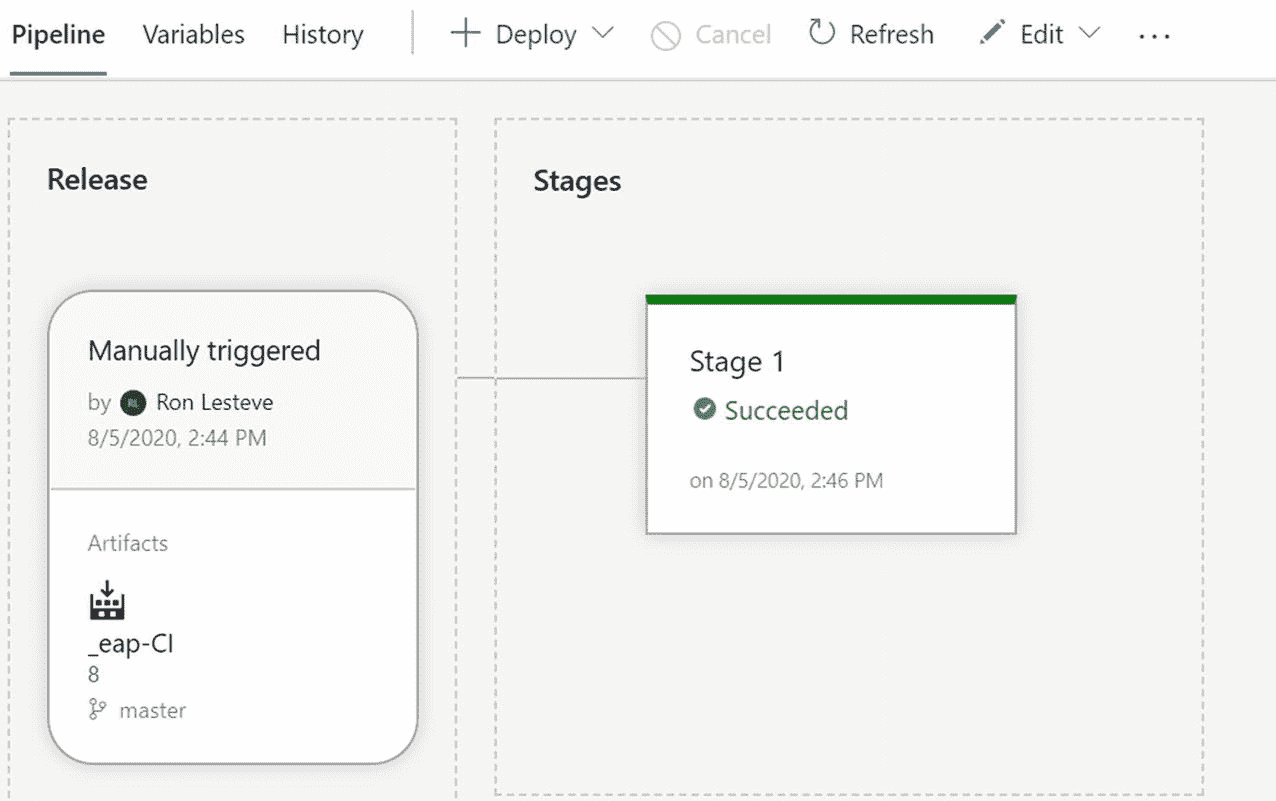 Pipeline Variables History Deploy Cancel Refresh Edit ...
Release
Manually triggered
by RL Ron Lesteve
8/5/2020, 2:44 PM
Artifacts
_eap-CI
8
master
Stages
Stage 1
Succeeded
on 8/5/2020, 2:46 PM